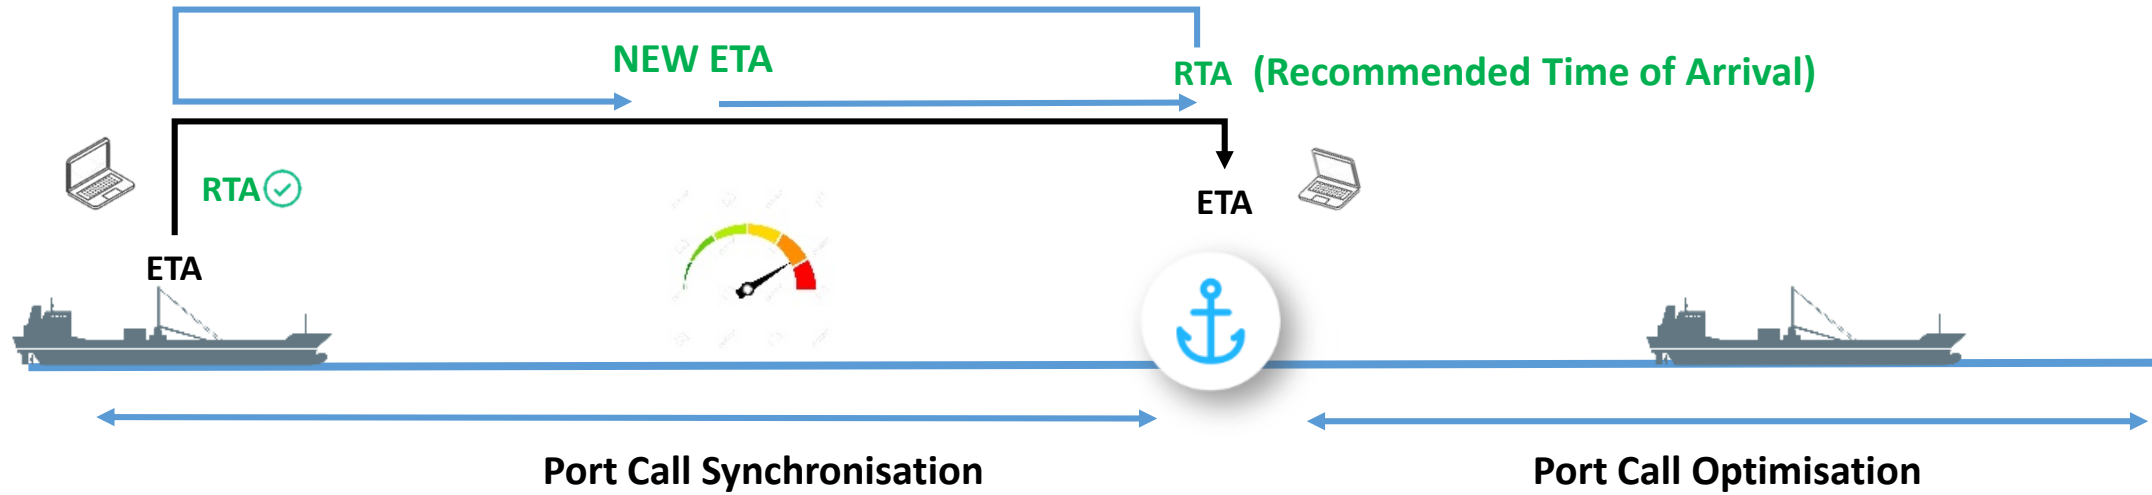 NEW ETA
RTA (Recommended Time of Arrival)
RTA
ETA
ETA
Port Call Synchronisation
Port Call Optimisation